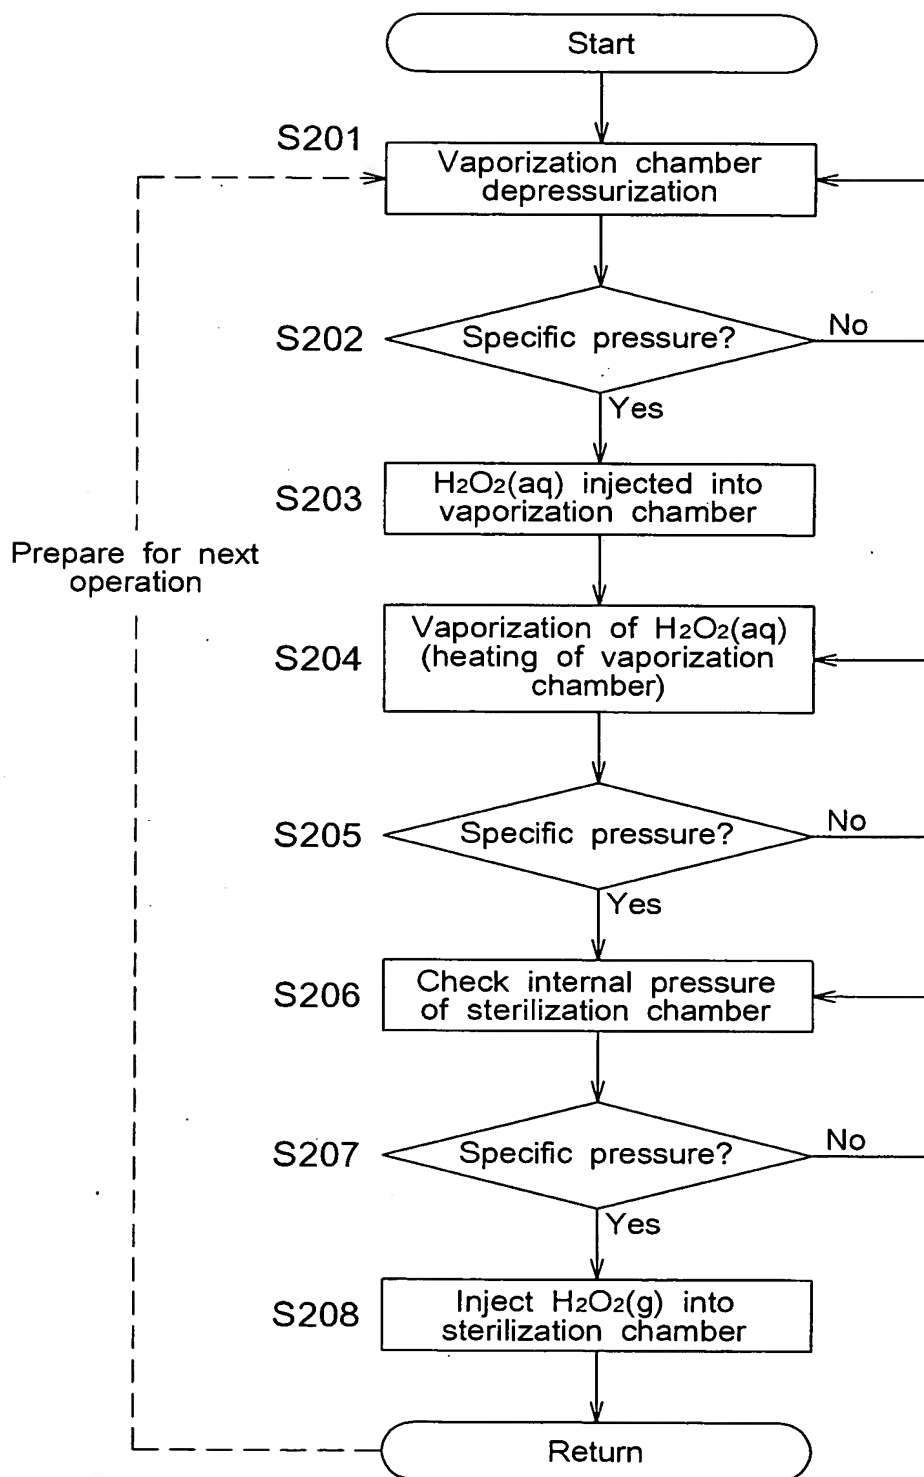 Start
S201
Vaporization chamber
depressurization
S202
Specific pressure?
No
Yes
S203
H₂O₂(aq) injected into
vaporization chamber
Prepare for next
operation
S204
Vaporization of H₂O₂(aq)
(heating of vaporization
chamber)
S205
Specific pressure?
No
Yes
S206
Check internal pressure
of sterilization chamber
S207
Specific pressure?
No
Yes
S208
Inject H₂O₂(g) into
sterilization chamber
Return